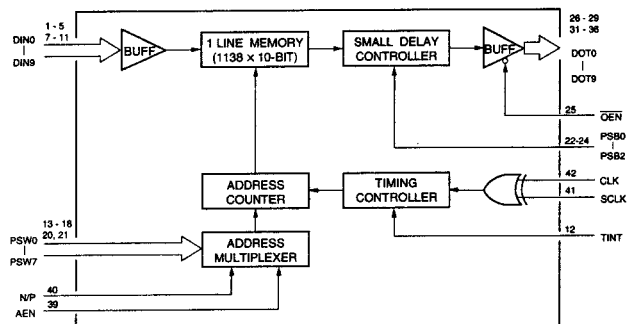 1 - 5
DIN0
7 - 11
DIN9
BUFF
1 LINE MEMORY
(1138 × 10-BIT)
SMALL DELAY
CONTROLLER
BUFF
26 - 29
31 - 36
DOT0
DOT9
25
OEN
22-24
PSB0
PSB2
ADDRESS
COUNTER
TIMING
CONTROLLER
42
CLK
41
SCLK
12
TINT
13 - 18
PSW0
20, 21
PSW7
ADDRESS
MULTIPLEXER
40
N/P
39
AEN